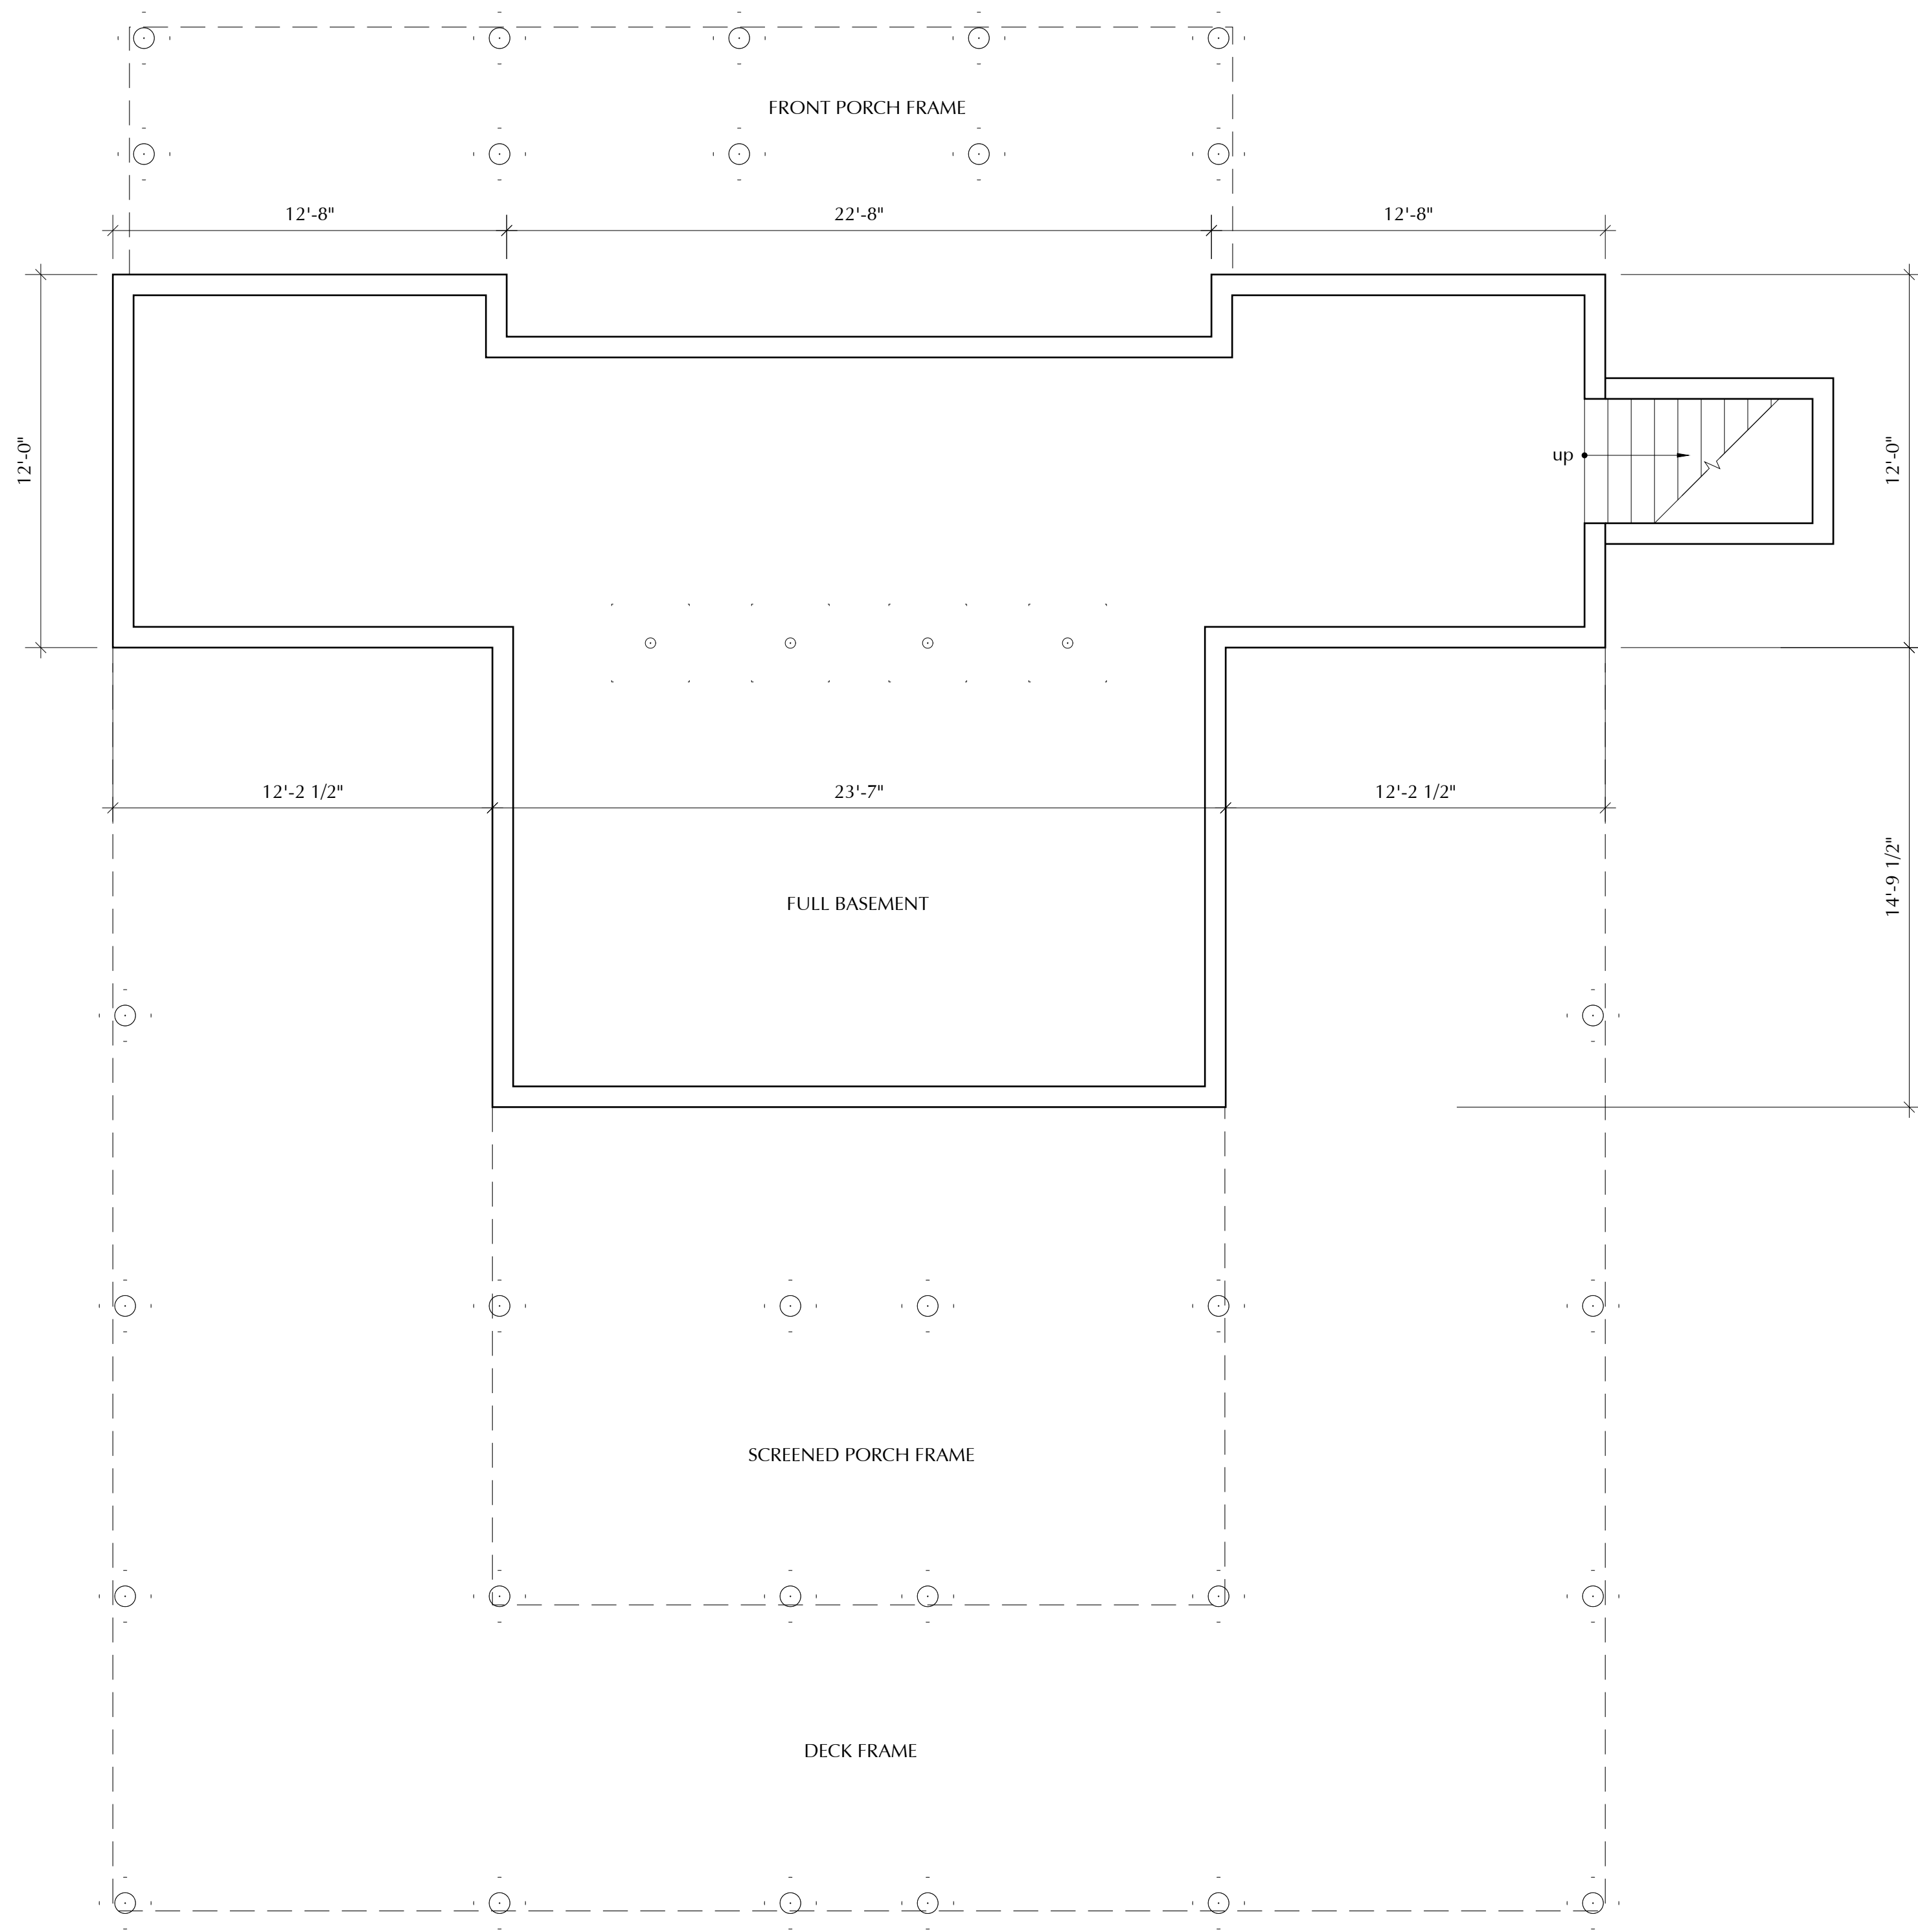 FRONT PORCH FRAME
12'-8" 22'-8" 12'-8"
12'-0"
12'-0"
up
12'-2 1/2" 23'-7" 12'-2 1/2"
14'-9 1/2"
FULL BASEMENT
SCREENED PORCH FRAME
DECK FRAME